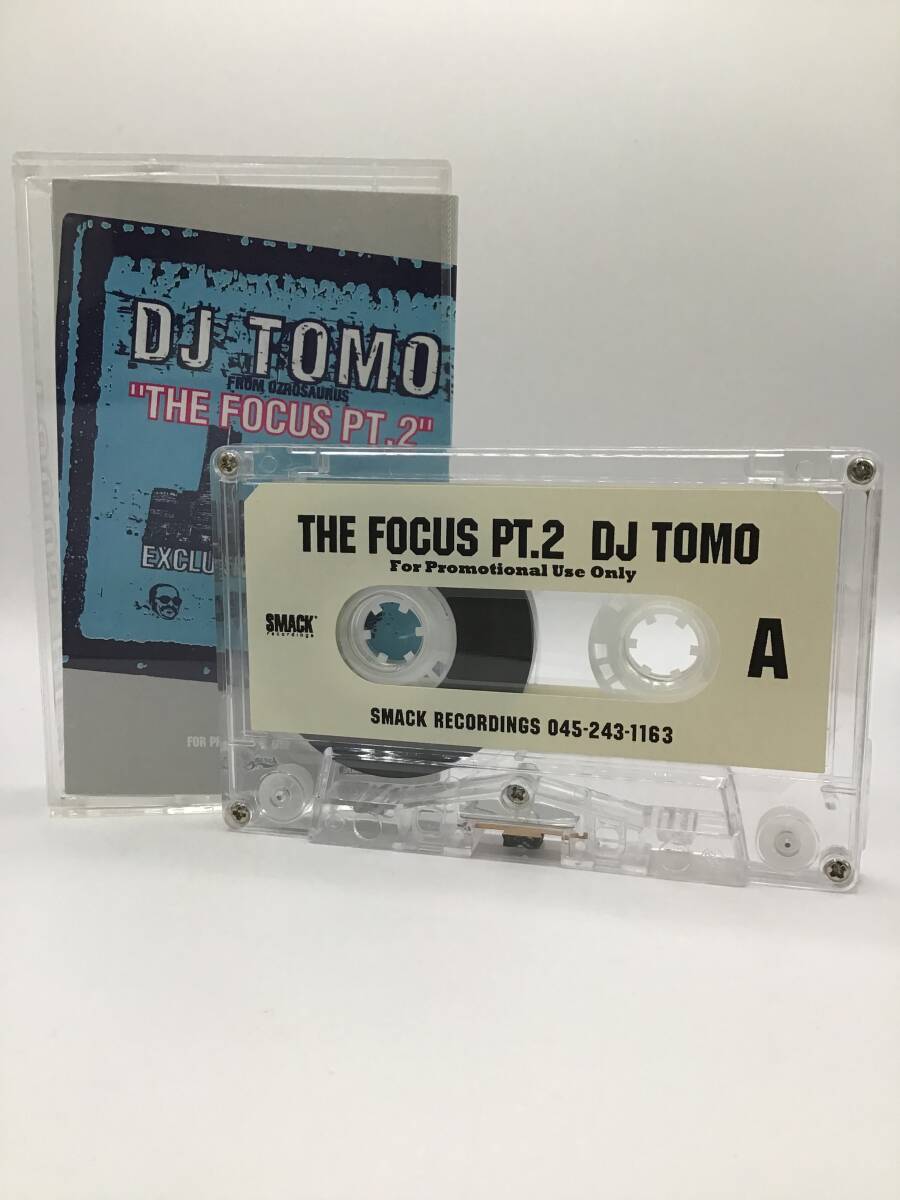 DJ TOMO
FROM OZROSAURUS
"THE FOCUS PT.2"
THE FOCUS PT.2 DJ TOMO
For Promotional Use Only
SMACK
recordings
A
SMACK RECORDINGS 045-243-1163